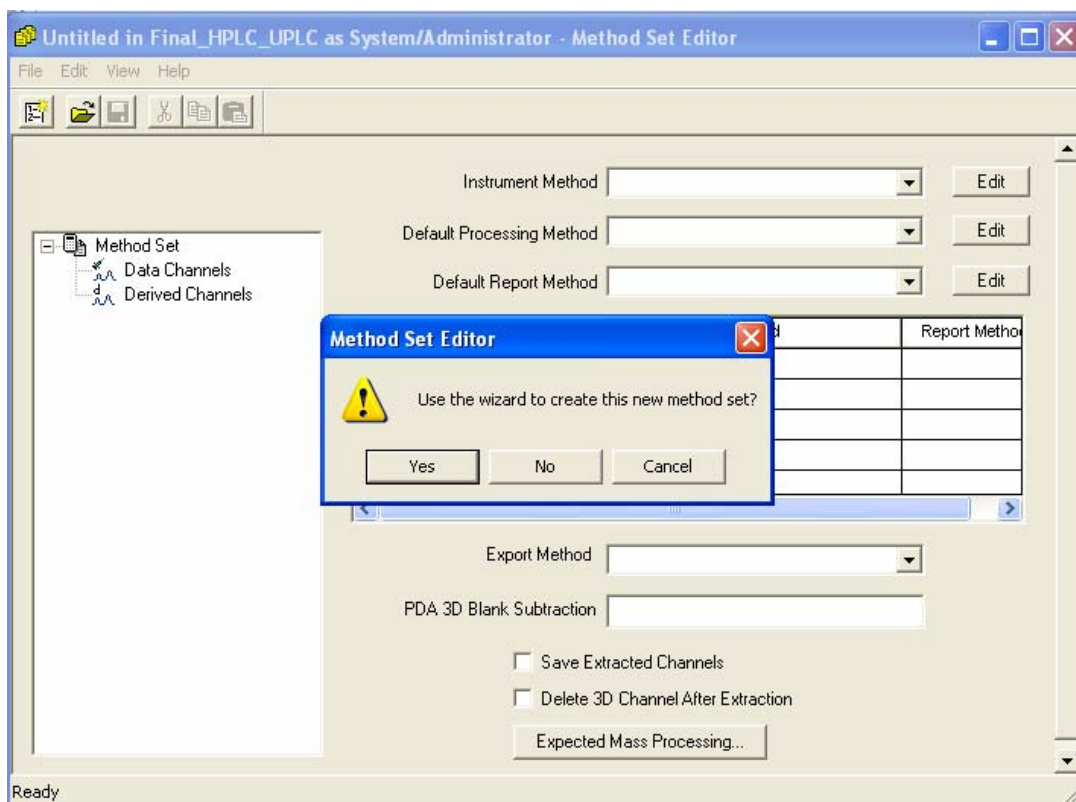 Untitled in Final_HPLC_UPLC as System/Administrator - Method Set Editor
File Edit View Help
Instrument Method Edit
Default Processing Method Edit
Default Report Method Edit
Method Set
Data Channels
Derived Channels
Report Metho
Method Set Editor
Use the wizard to create this new method set?
Yes No Cancel
Export Method
PDA 3D Blank Subtraction
Save Extracted Channels
Delete 3D Channel After Extraction
Expected Mass Processing...
Ready